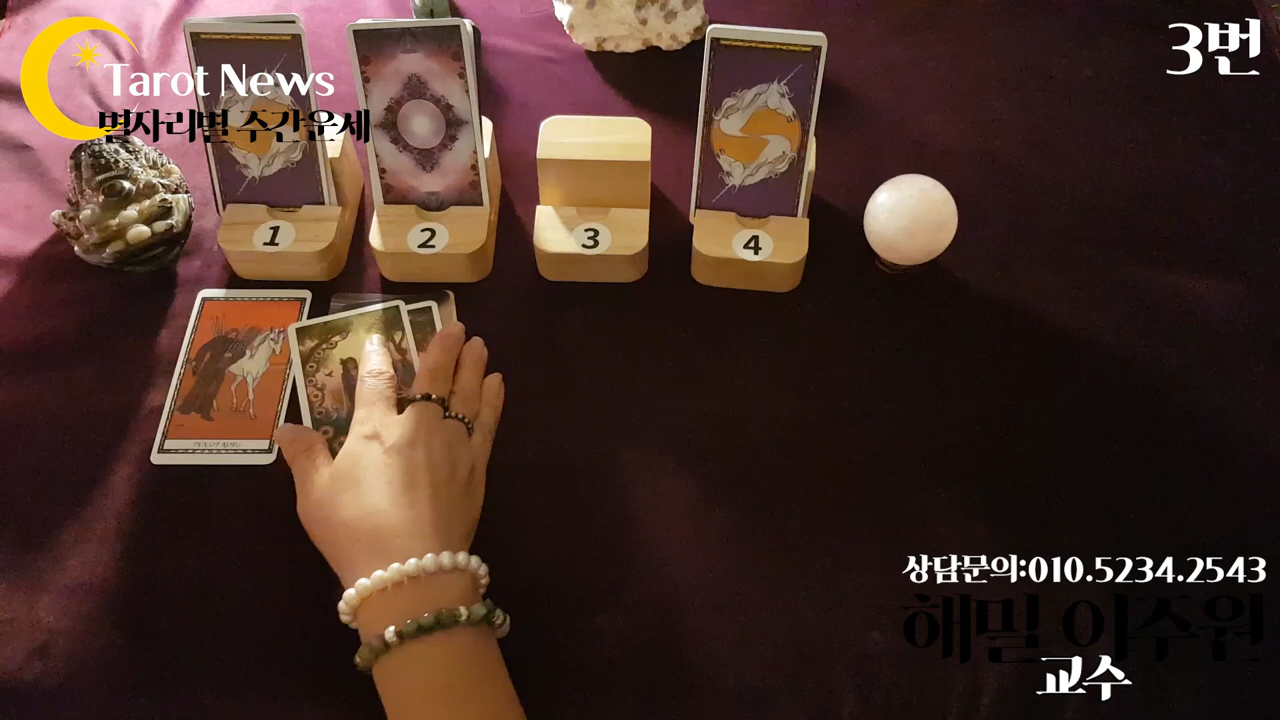 3번
Tarot News
별자리별 주간운세
1
2
3
4
상담문의:010.5234.2543
해밀 이주원
교수